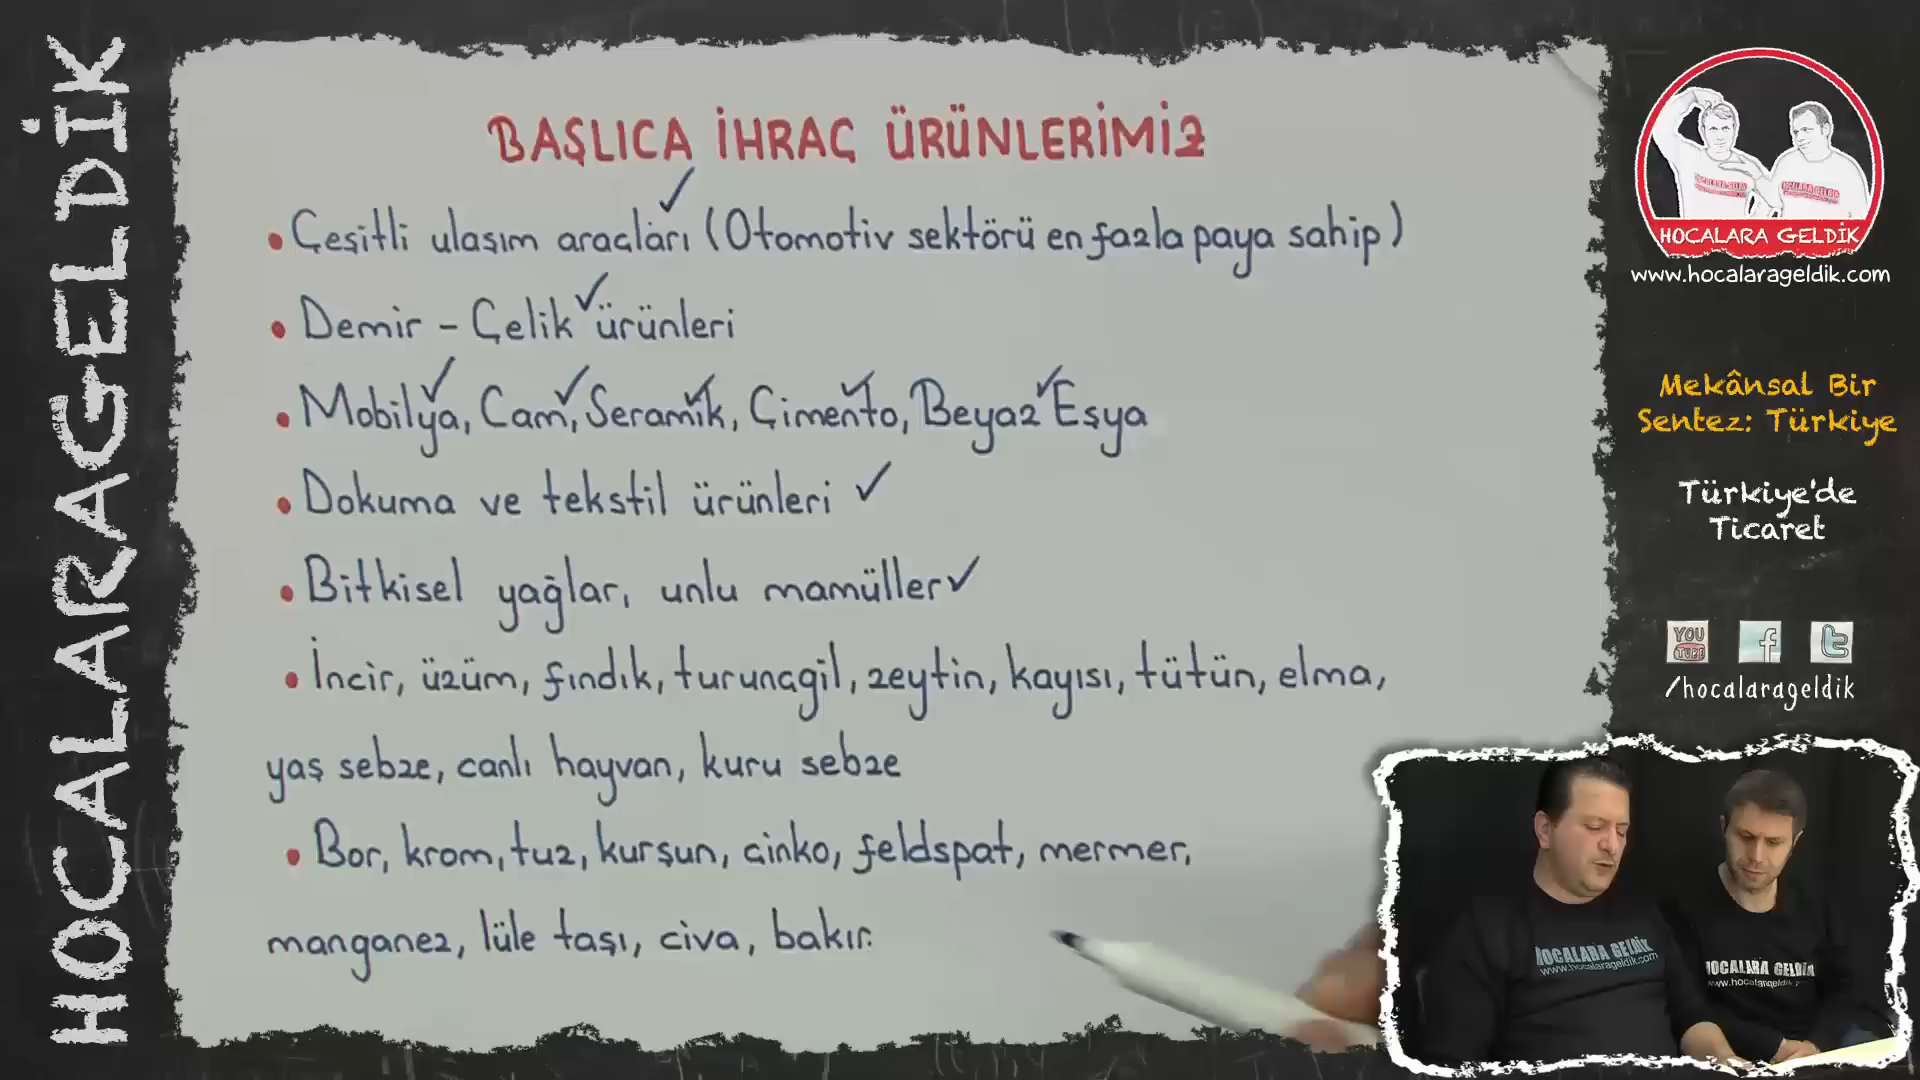 HOCALARAGELDİK
BAŞLICA İHRAÇ ÜRÜNLERİMİZ
• Çeşitli ulaşım araçları (Otomotiv sektörü en fazla paya sahip)
• Demir - Çelik ürünleri
• Mobilya, Cam, Seramik, Çimento, Beyaz Eşya
• Dokuma ve tekstil ürünleri
• Bitkisel yağlar, unlu mamüller
• İncir, üzüm, fındık, turunçgil, zeytin, kayısı, tütün, elma,
yaş sebze, canlı hayvan, kuru sebze
• Bor, krom, tuz, kurşun, çinko, feldspat, mermer,
manganez, lüle taşı, civa, bakır.
HOCALARA GELDİK
www.hocalarageldik.com
Mekânsal Bir
Sentez: Türkiye
Türkiye'de
Ticaret
YOU
TUBE
/hocalarageldik
HOCALARA GELDİK
www.hocalarageldik.com
HOCALARA GELDİK